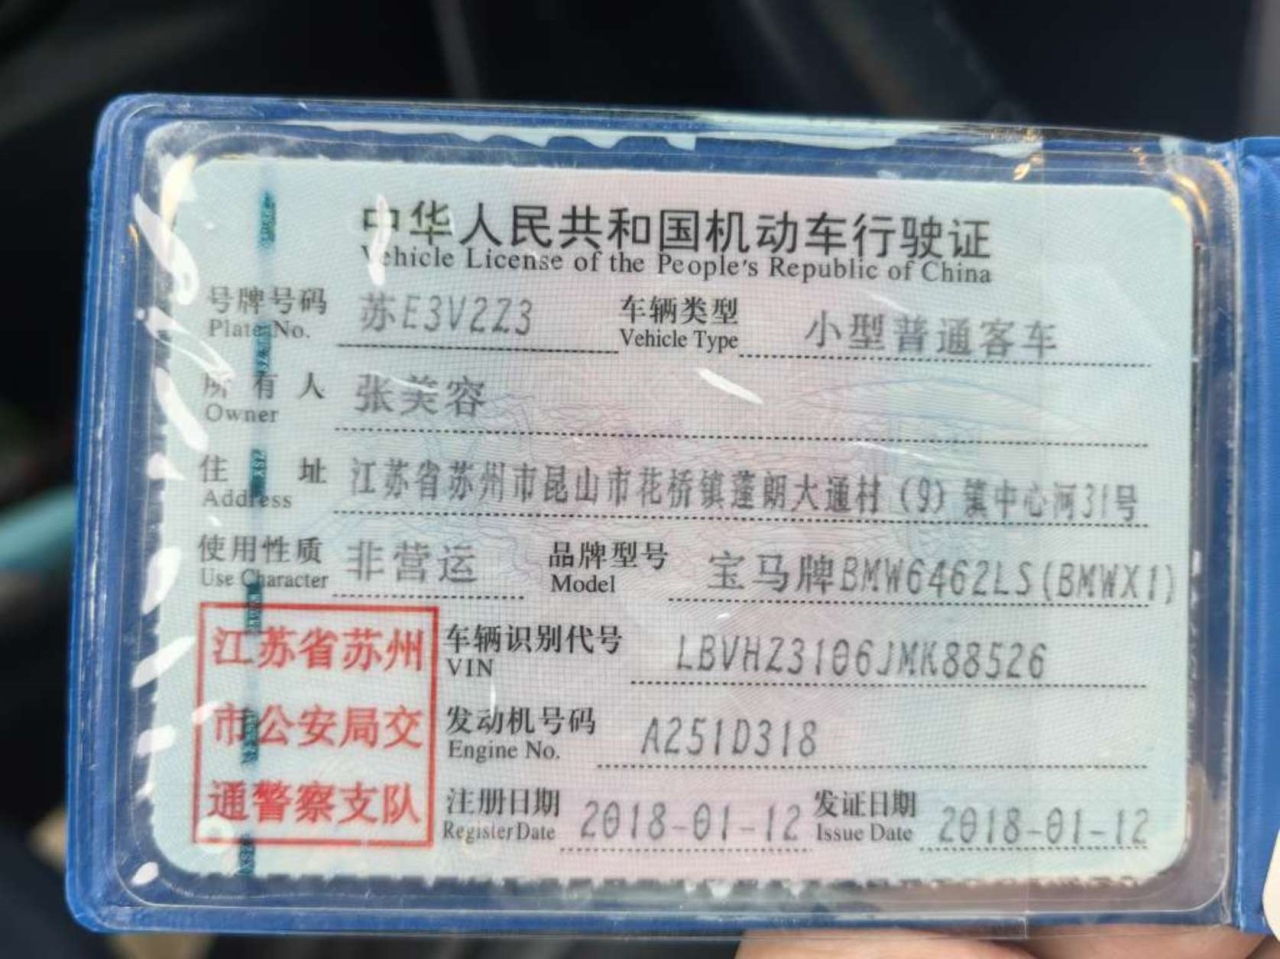 中华人民共和国机动车行驶证
Vehicle License of the People's Republic of China
号牌号码 苏E3V2Z3 车辆类型 小型普通客车
Plate No. Vehicle Type
所有人 张美容
Owner
住址 江苏省苏州市昆山市花桥镇蓬朗大通村(9)镇中心河31号
Address
使用性质 非营运 品牌型号 宝马牌BMW6462LS(BMWX1)
Use Character Model
江苏省苏州
市公安局交
通警察支队
车辆识别代号 LBVHZ3106JMK88526
VIN
发动机号码 A251D318
Engine No.
注册日期 2018-01-12 发证日期 2018-01-12
Register Date Issue Date